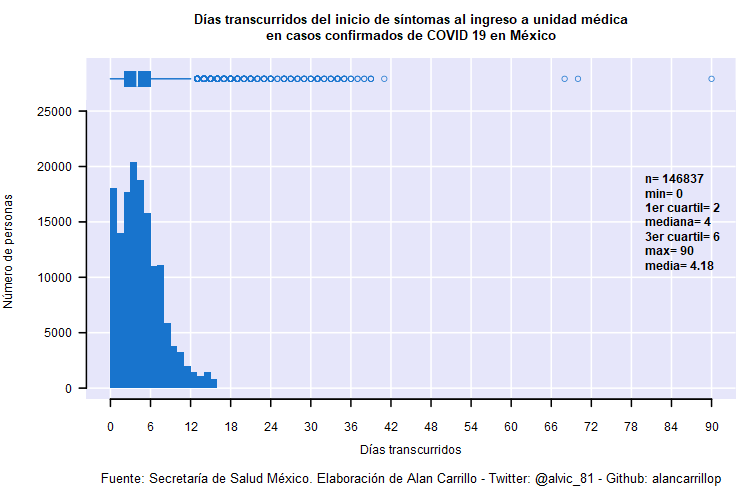 Días transcurridos del inicio de síntomas al ingreso a unidad médica
en casos confirmados de COVID 19 en México
Número de personas
25000
20000
15000
10000
5000
0
n= 146837
min= 0
1er cuartil= 2
mediana= 4
3er cuartil= 6
max= 90
media= 4.18
0 6 12 18 24 30 36 42 48 54 60 66 72 78 84 90
Días transcurridos
Fuente: Secretaría de Salud México. Elaboración de Alan Carrillo - Twitter: @alvic_81 - Github: alancarrillop